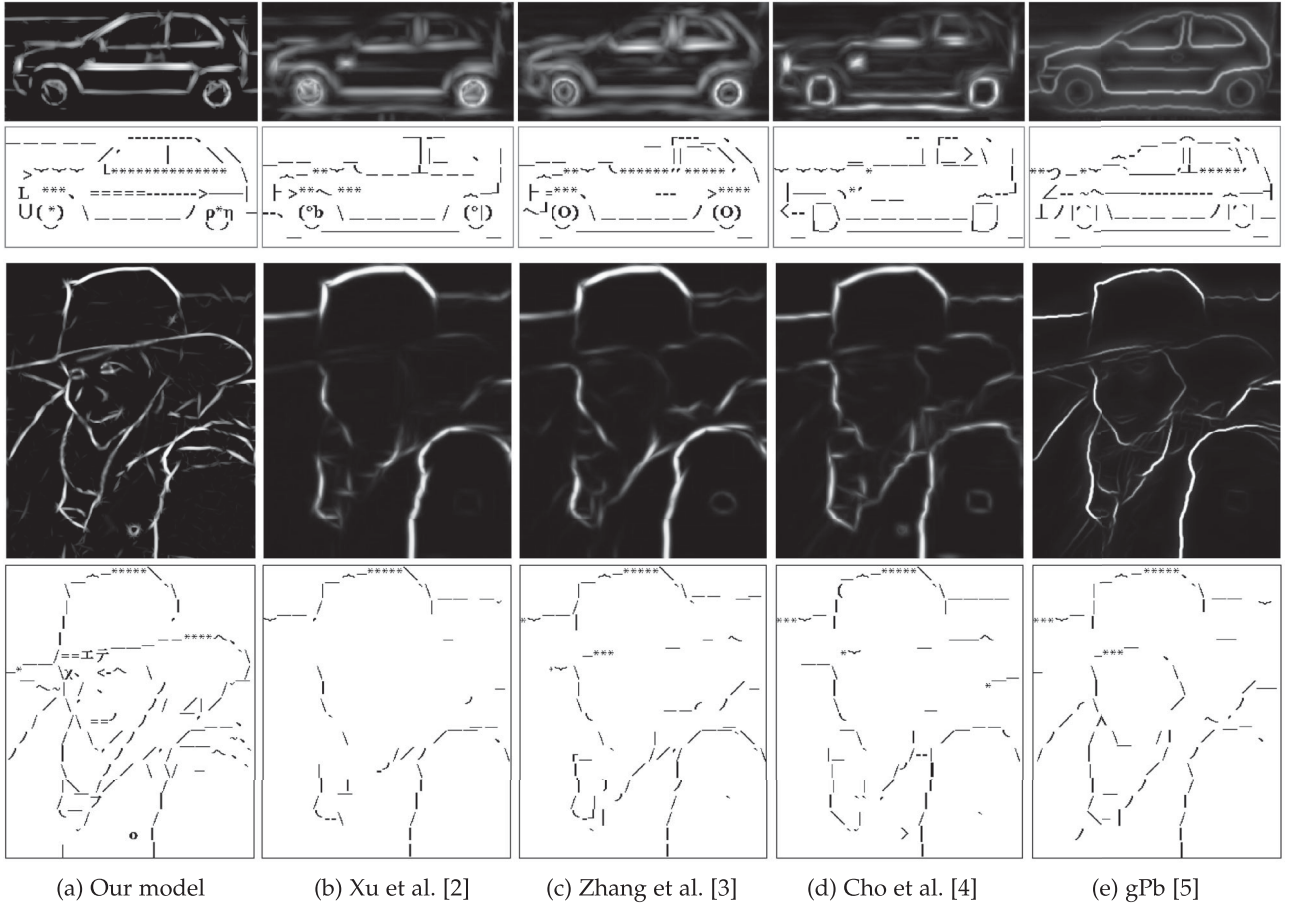 (a) Our model
(b) Xu et al. [2]
(c) Zhang et al. [3]
(d) Cho et al. [4]
(e) gPb [5]